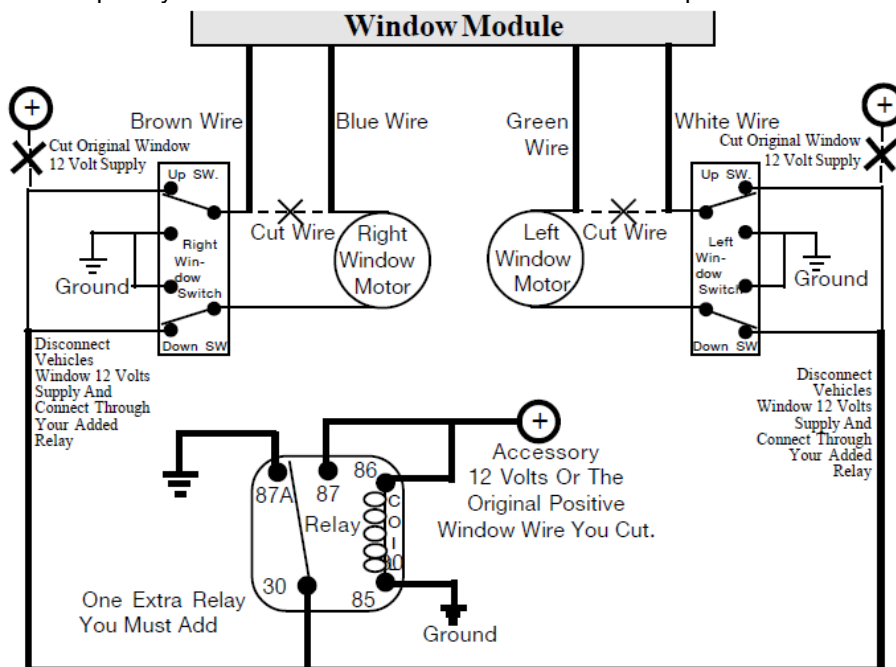 Window Module
Brown Wire
Blue Wire
Green
Wire
White Wire
Cut Original Window
12 Volt Supply
Cut Original Window
12 Volt Supply
+
+
Up SW.
Right
Win-
dow
Switch
Down SW
Ground
Cut Wire
Right
Window
Motor
Left
Window
Motor
Cut Wire
Up SW.
Left
Win-
dow
Switch
Down SW
Ground
Disconnect
Vehicles
Window 12 Volts
Supply And
Connect Through
Your Added
Relay
Disconnect
Vehicles
Window 12 Volts
Supply And
Connect Through
Your Added
Relay
+
Accessory
12 Volts Or The
Original Positive
Window Wire You Cut.
87A
87
86
Relay
COIL
30
85
One Extra Relay
You Must Add
Ground